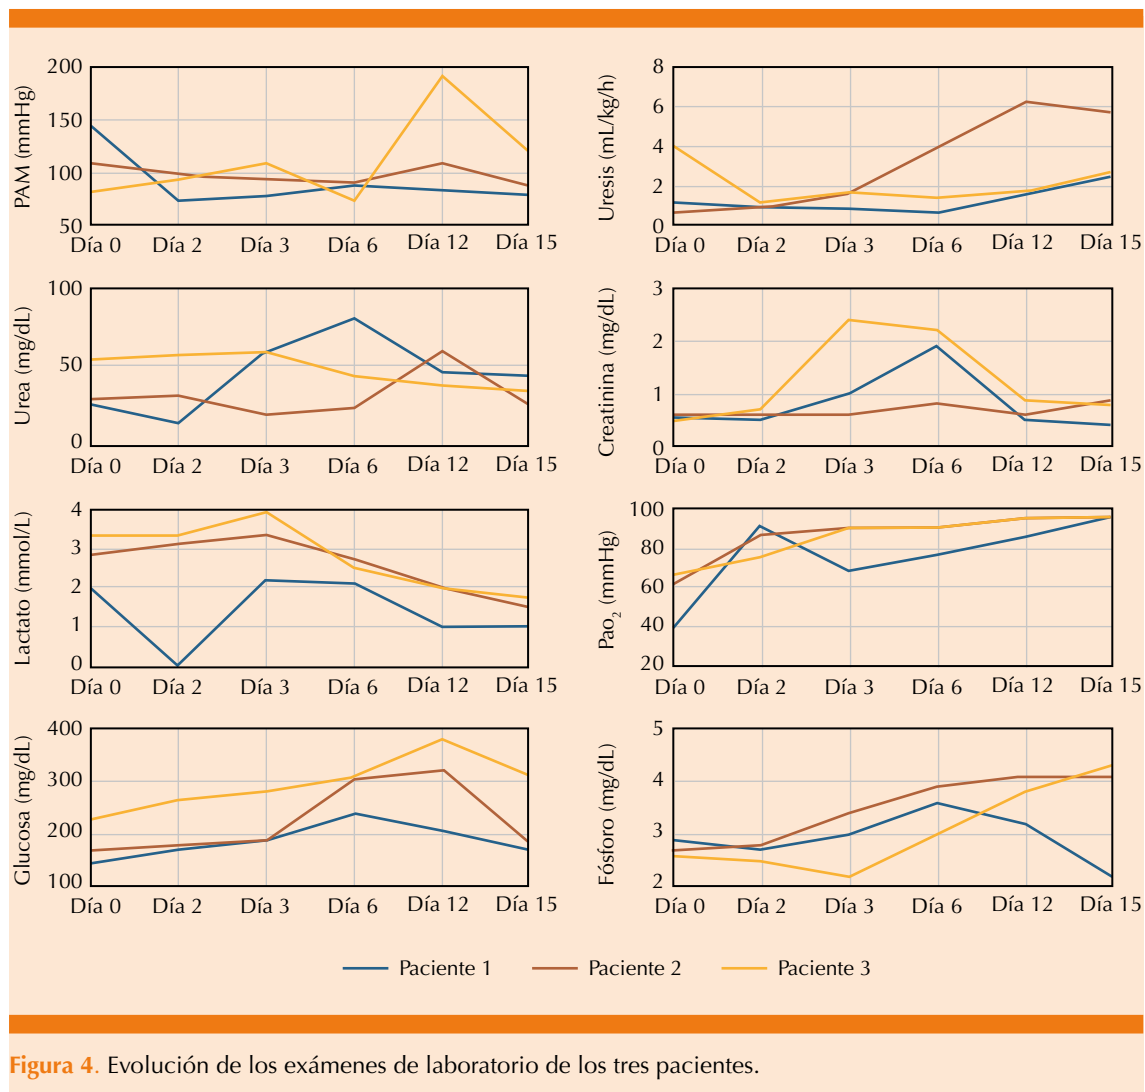 PAM (mmHg)
200
150
100
50
Día 0 Día 2 Día 3 Día 6 Día 12 Día 15
Uresis (mL/kg/h)
8
6
4
2
0
Día 0 Día 2 Día 3 Día 6 Día 12 Día 15
Urea (mg/dL)
100
50
0
Día 0 Día 2 Día 3 Día 6 Día 12 Día 15
Creatinina (mg/dL)
3
2
1
0
Día 0 Día 2 Día 3 Día 6 Día 12 Día 15
Lactato (mmol/L)
4
3
2
1
0
Día 0 Día 2 Día 3 Día 6 Día 12 Día 15
Pao₂ (mmHg)
100
80
60
40
20
Día 0 Día 2 Día 3 Día 6 Día 12 Día 15
Glucosa (mg/dL)
400
300
200
100
Día 0 Día 2 Día 3 Día 6 Día 12 Día 15
Fósforo (mg/dL)
5
4
3
2
Día 0 Día 2 Día 3 Día 6 Día 12 Día 15
Paciente 1 Paciente 2 Paciente 3
Figura 4. Evolución de los exámenes de laboratorio de los tres pacientes.